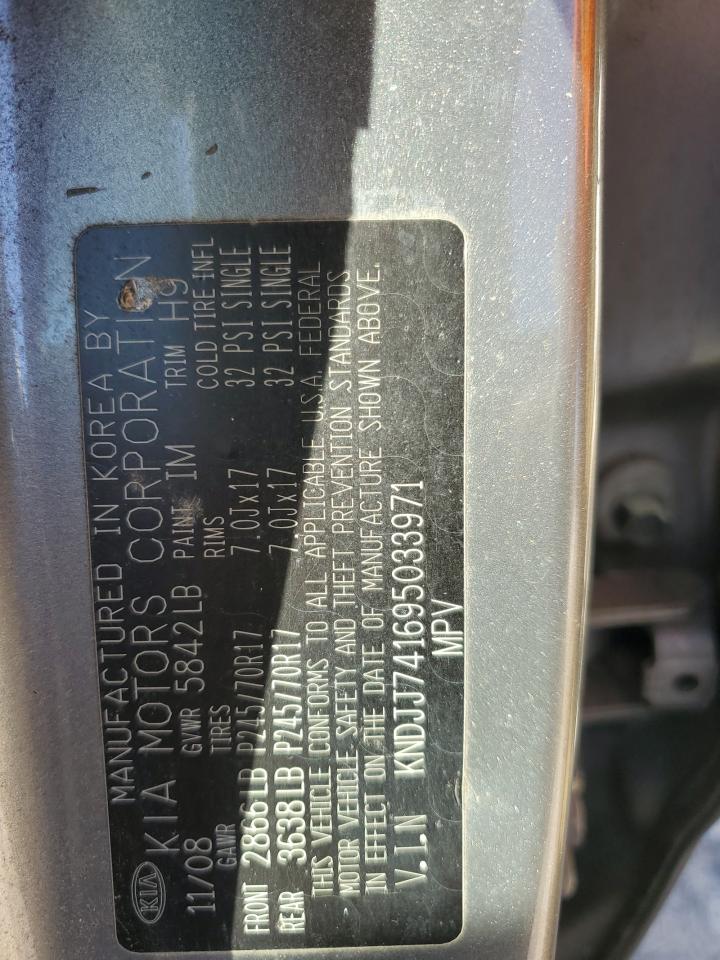 MANUFACTURED IN KOREA BY
KIA KIA MOTORS CORPORATION
11/08 GVWR 5842LB PAINT IM TRIM H9
GAWR TIRES RIMS COLD TIRE INFL
FRONT 2866LB P245/70R17 7.0Jx17 32 PSI SINGLE
REAR 3638LB P245/70R17 7.0Jx17 32 PSI SINGLE
THIS VEHICLE CONFORMS TO ALL APPLICABLE U.S.A. FEDERAL
MOTOR VEHICLE SAFETY AND THEFT PREVENTION STANDARDS
IN EFFECT ON THE DATE OF MANUFACTURE SHOWN ABOVE.
V.I.N KNDJJ741695033971
MPV